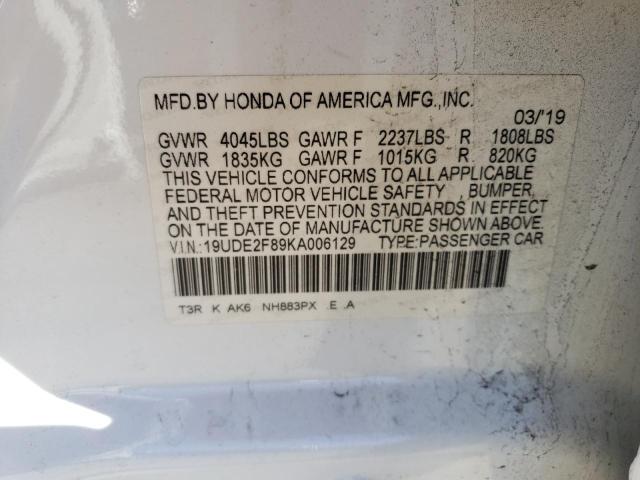 MFD.BY HONDA OF AMERICA MFG.,INC.
03/'19
GVWR 4045LBS GAWR F 2237LBS R 1808LBS
GVWR 1835KG GAWR F 1015KG R 820KG
THIS VEHICLE CONFORMS TO ALL APPLICABLE
FEDERAL MOTOR VEHICLE SAFETY , BUMPER,
AND THEFT PREVENTION STANDARDS IN EFFECT
ON THE DATE OF MANUFACTURE SHOWN ABOVE.
V.I.N.: 19UDE2F89KA006129 TYPE:PASSENGER CAR
T3R K AK6 NH883PX .E .A